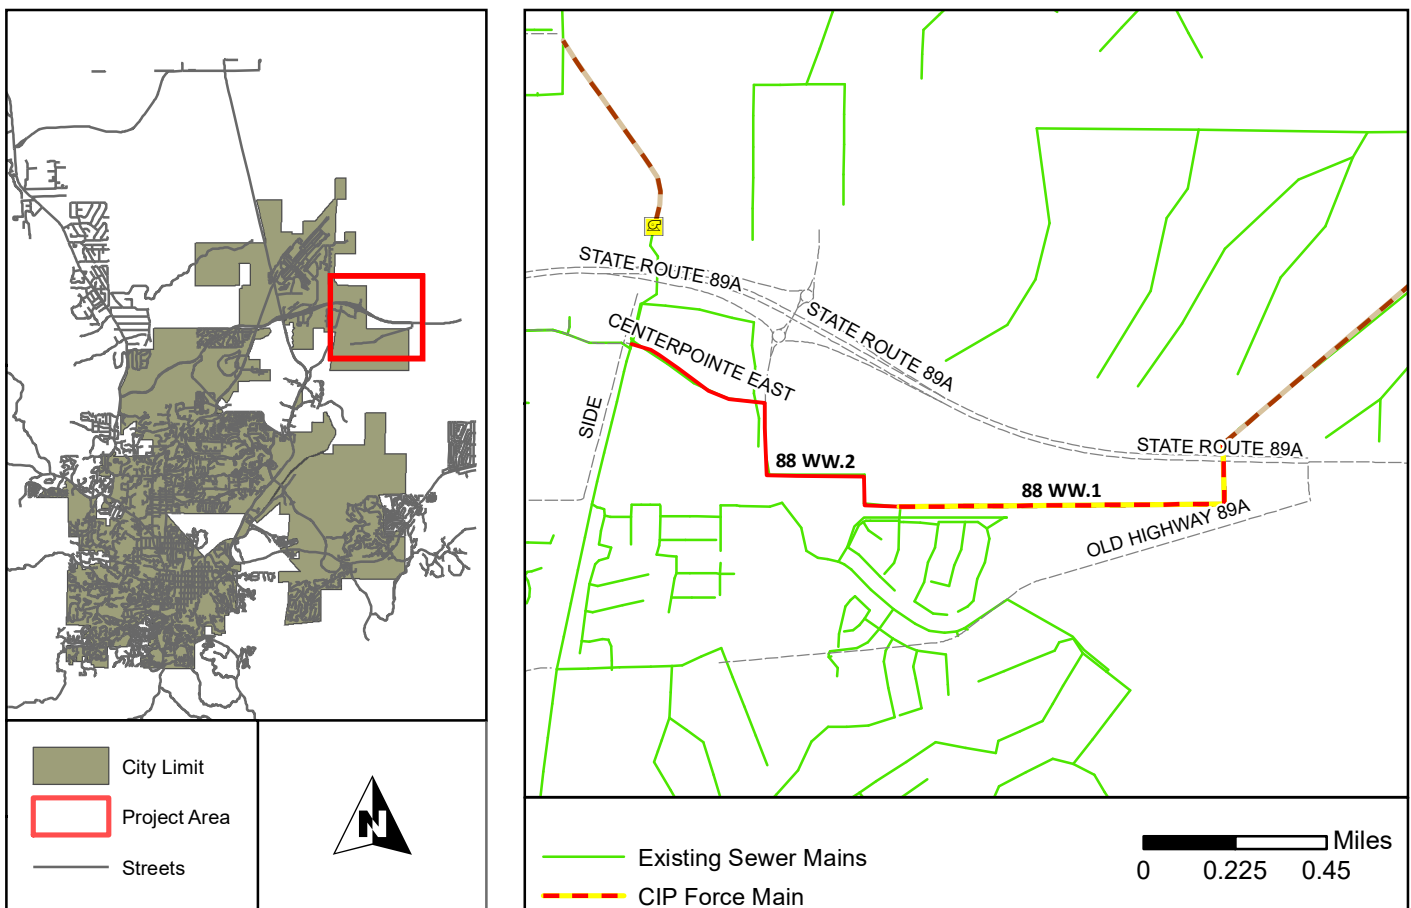 STATE ROUTE 89A
STATE ROUTE 89A
CENTERPOINTE EAST
SIDE
STATE ROUTE 89A
88 WW.2
88 WW.1
OLD HIGHWAY 89A
City Limit
Project Area
Streets
N
Existing Sewer Mains
CIP Force Main
Miles
0 0.225 0.45